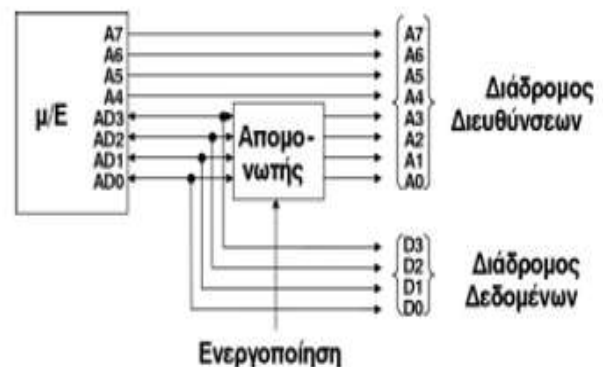 μ/Ε
A7
A6
A5
A4
AD3
AD2
AD1
AD0
Απομο-
νωτής
A7
A6
A5
A4
A3
A2
A1
A0
Διάδρομος
Διευθύνσεων
D3
D2
D1
D0
Διάδρομος
Δεδομένων
Ενεργοποίηση